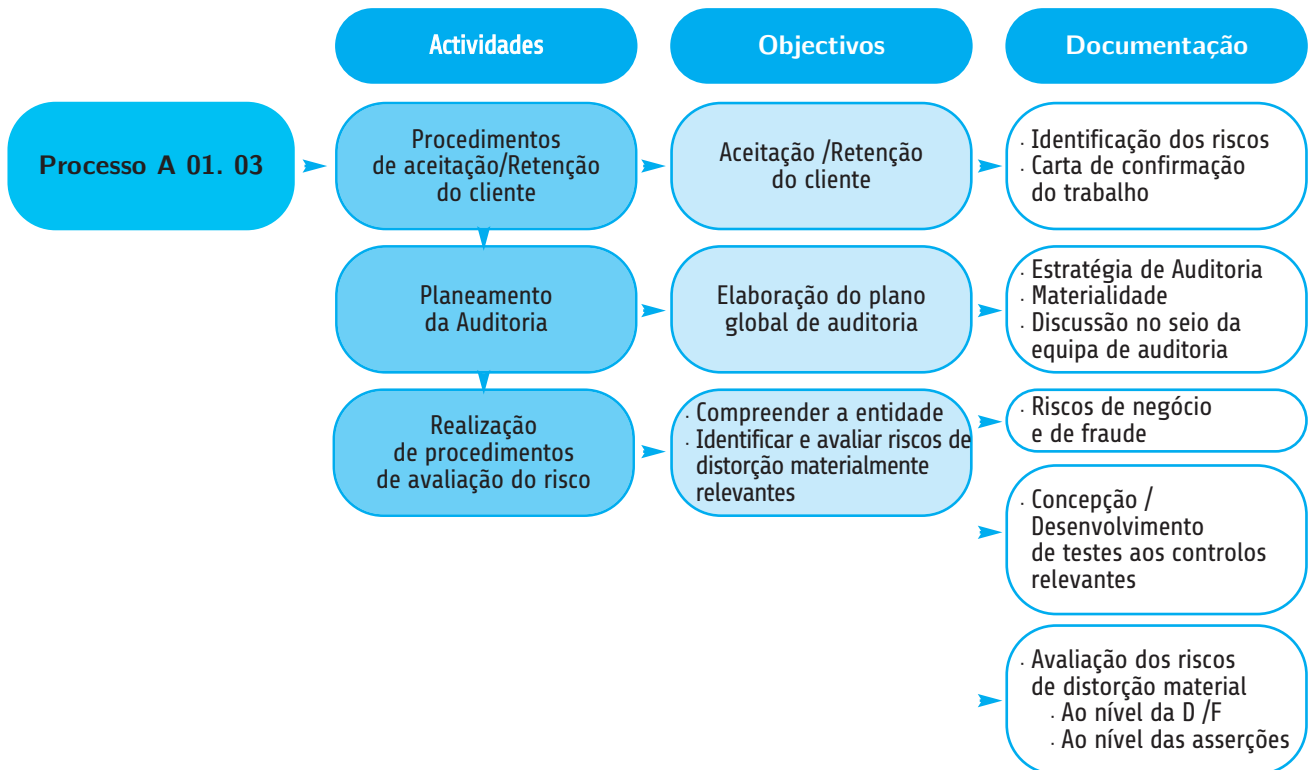 Actividades
Objectivos
Documentação
Processo A 01. 03
Procedimentos
de aceitação/Retenção
do cliente
Aceitação /Retenção
do cliente
· Identificação dos riscos
· Carta de confirmação
do trabalho
Planeamento
da Auditoria
Elaboração do plano
global de auditoria
· Estratégia de Auditoria
· Materialidade
· Discussão no seio da
equipa de auditoria
Realização
de procedimentos
de avaliação do risco
· Compreender a entidade
· Identificar e avaliar riscos de
distorção materialmente
relevantes
· Riscos de negócio
e de fraude
· Concepção /
Desenvolvimento
de testes aos controlos
relevantes
· Avaliação dos riscos
de distorção material
· Ao nível da D /F
· Ao nível das asserções